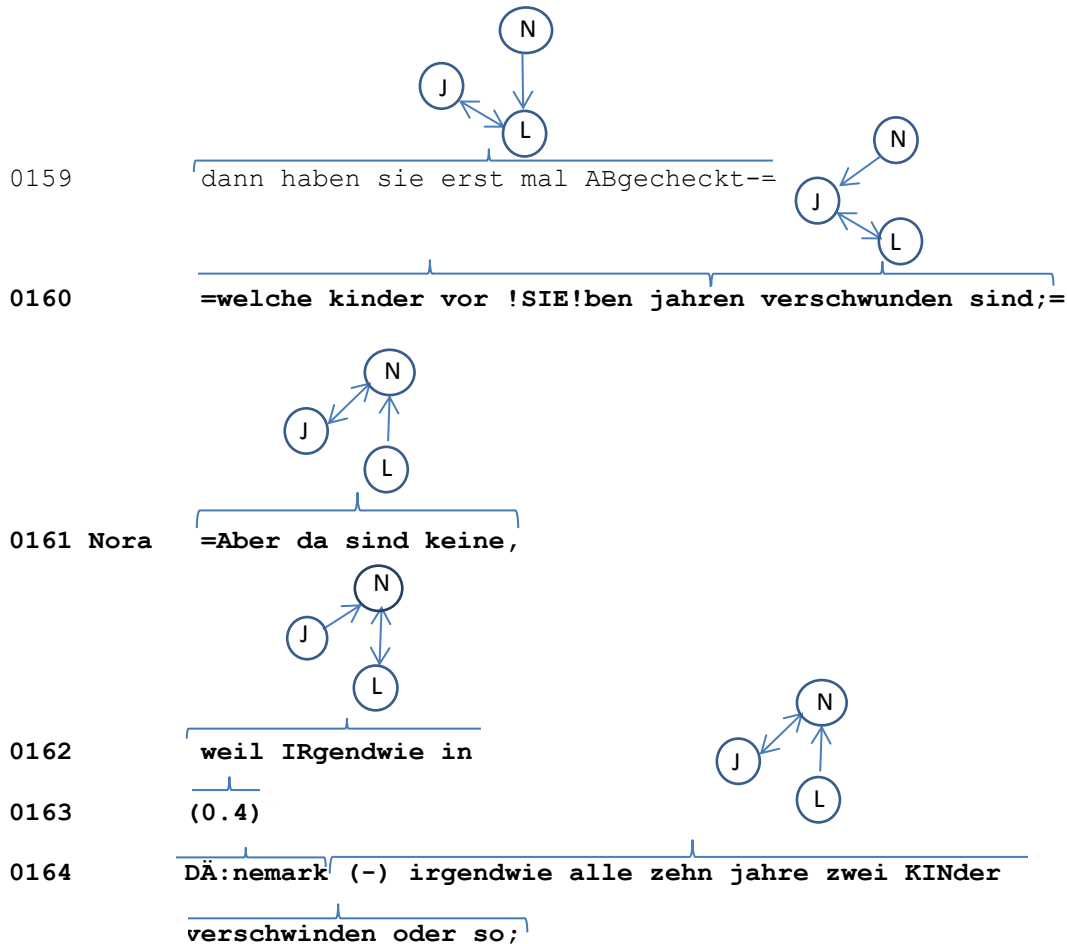 N
J
L
N
0159 dann haben sie erst mal ABgecheckt-=
J
L
0160 =welche kinder vor !SIE!ben jahren verschwunden sind;=
N
J
L
0161 Nora =Aber da sind keine,
N
J
L
N
0162 weil IRgendwie in
J
L
0163 (0.4)
0164 DÄ:nemark (-) irgendwie alle zehn jahre zwei KINder
verschwinden oder so;